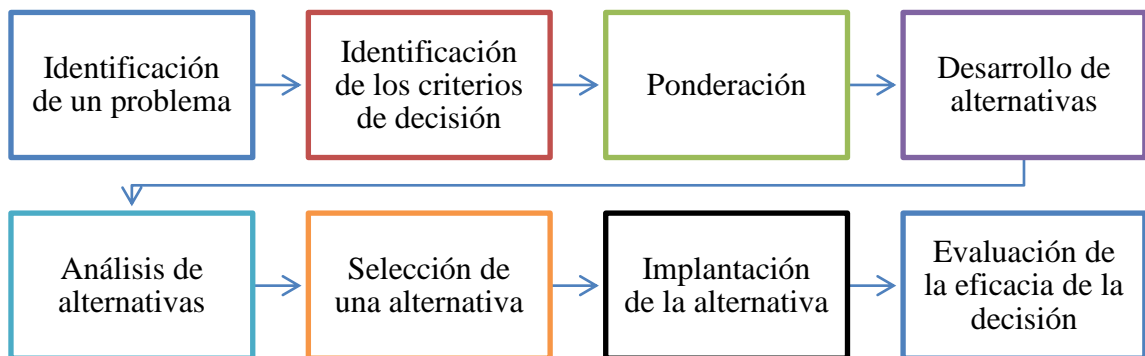 Identificación
de un problema
Identificación
de los criterios
de decisión
Ponderación
Desarrollo de
alternativas
Análisis de
alternativas
Selección de
una alternativa
Implantación
de la alternativa
Evaluación de
la eficacia de la
decisión